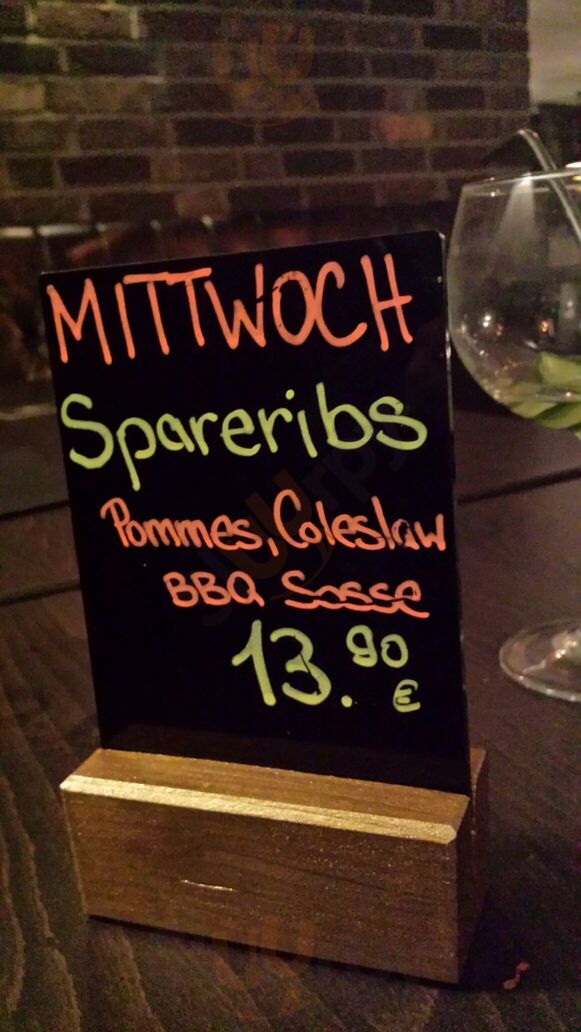 MITTWOCH
Spareribs
Pommes, Coleslaw
BBQ Sosse
13.90
€